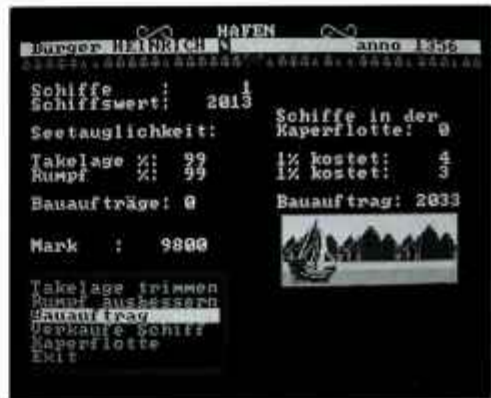 HAFEN
Bürger HEINRICH
anno 1356
Schiffe : 1
Schiffswert: 2013
Seetauglichkeit:
Takelage %: 99
Rumpf %: 99
Bauaufträge: 0
Mark : 9800
Schiffe in der
Kaperflotte: 0
1% kostet: 4
1% kostet: 3
Bauauftrag: 2033
Takelage trimmen
Rumpf ausbessern
Bauauftrag
Verkaufe Schiff
Kaperflotte
Exit